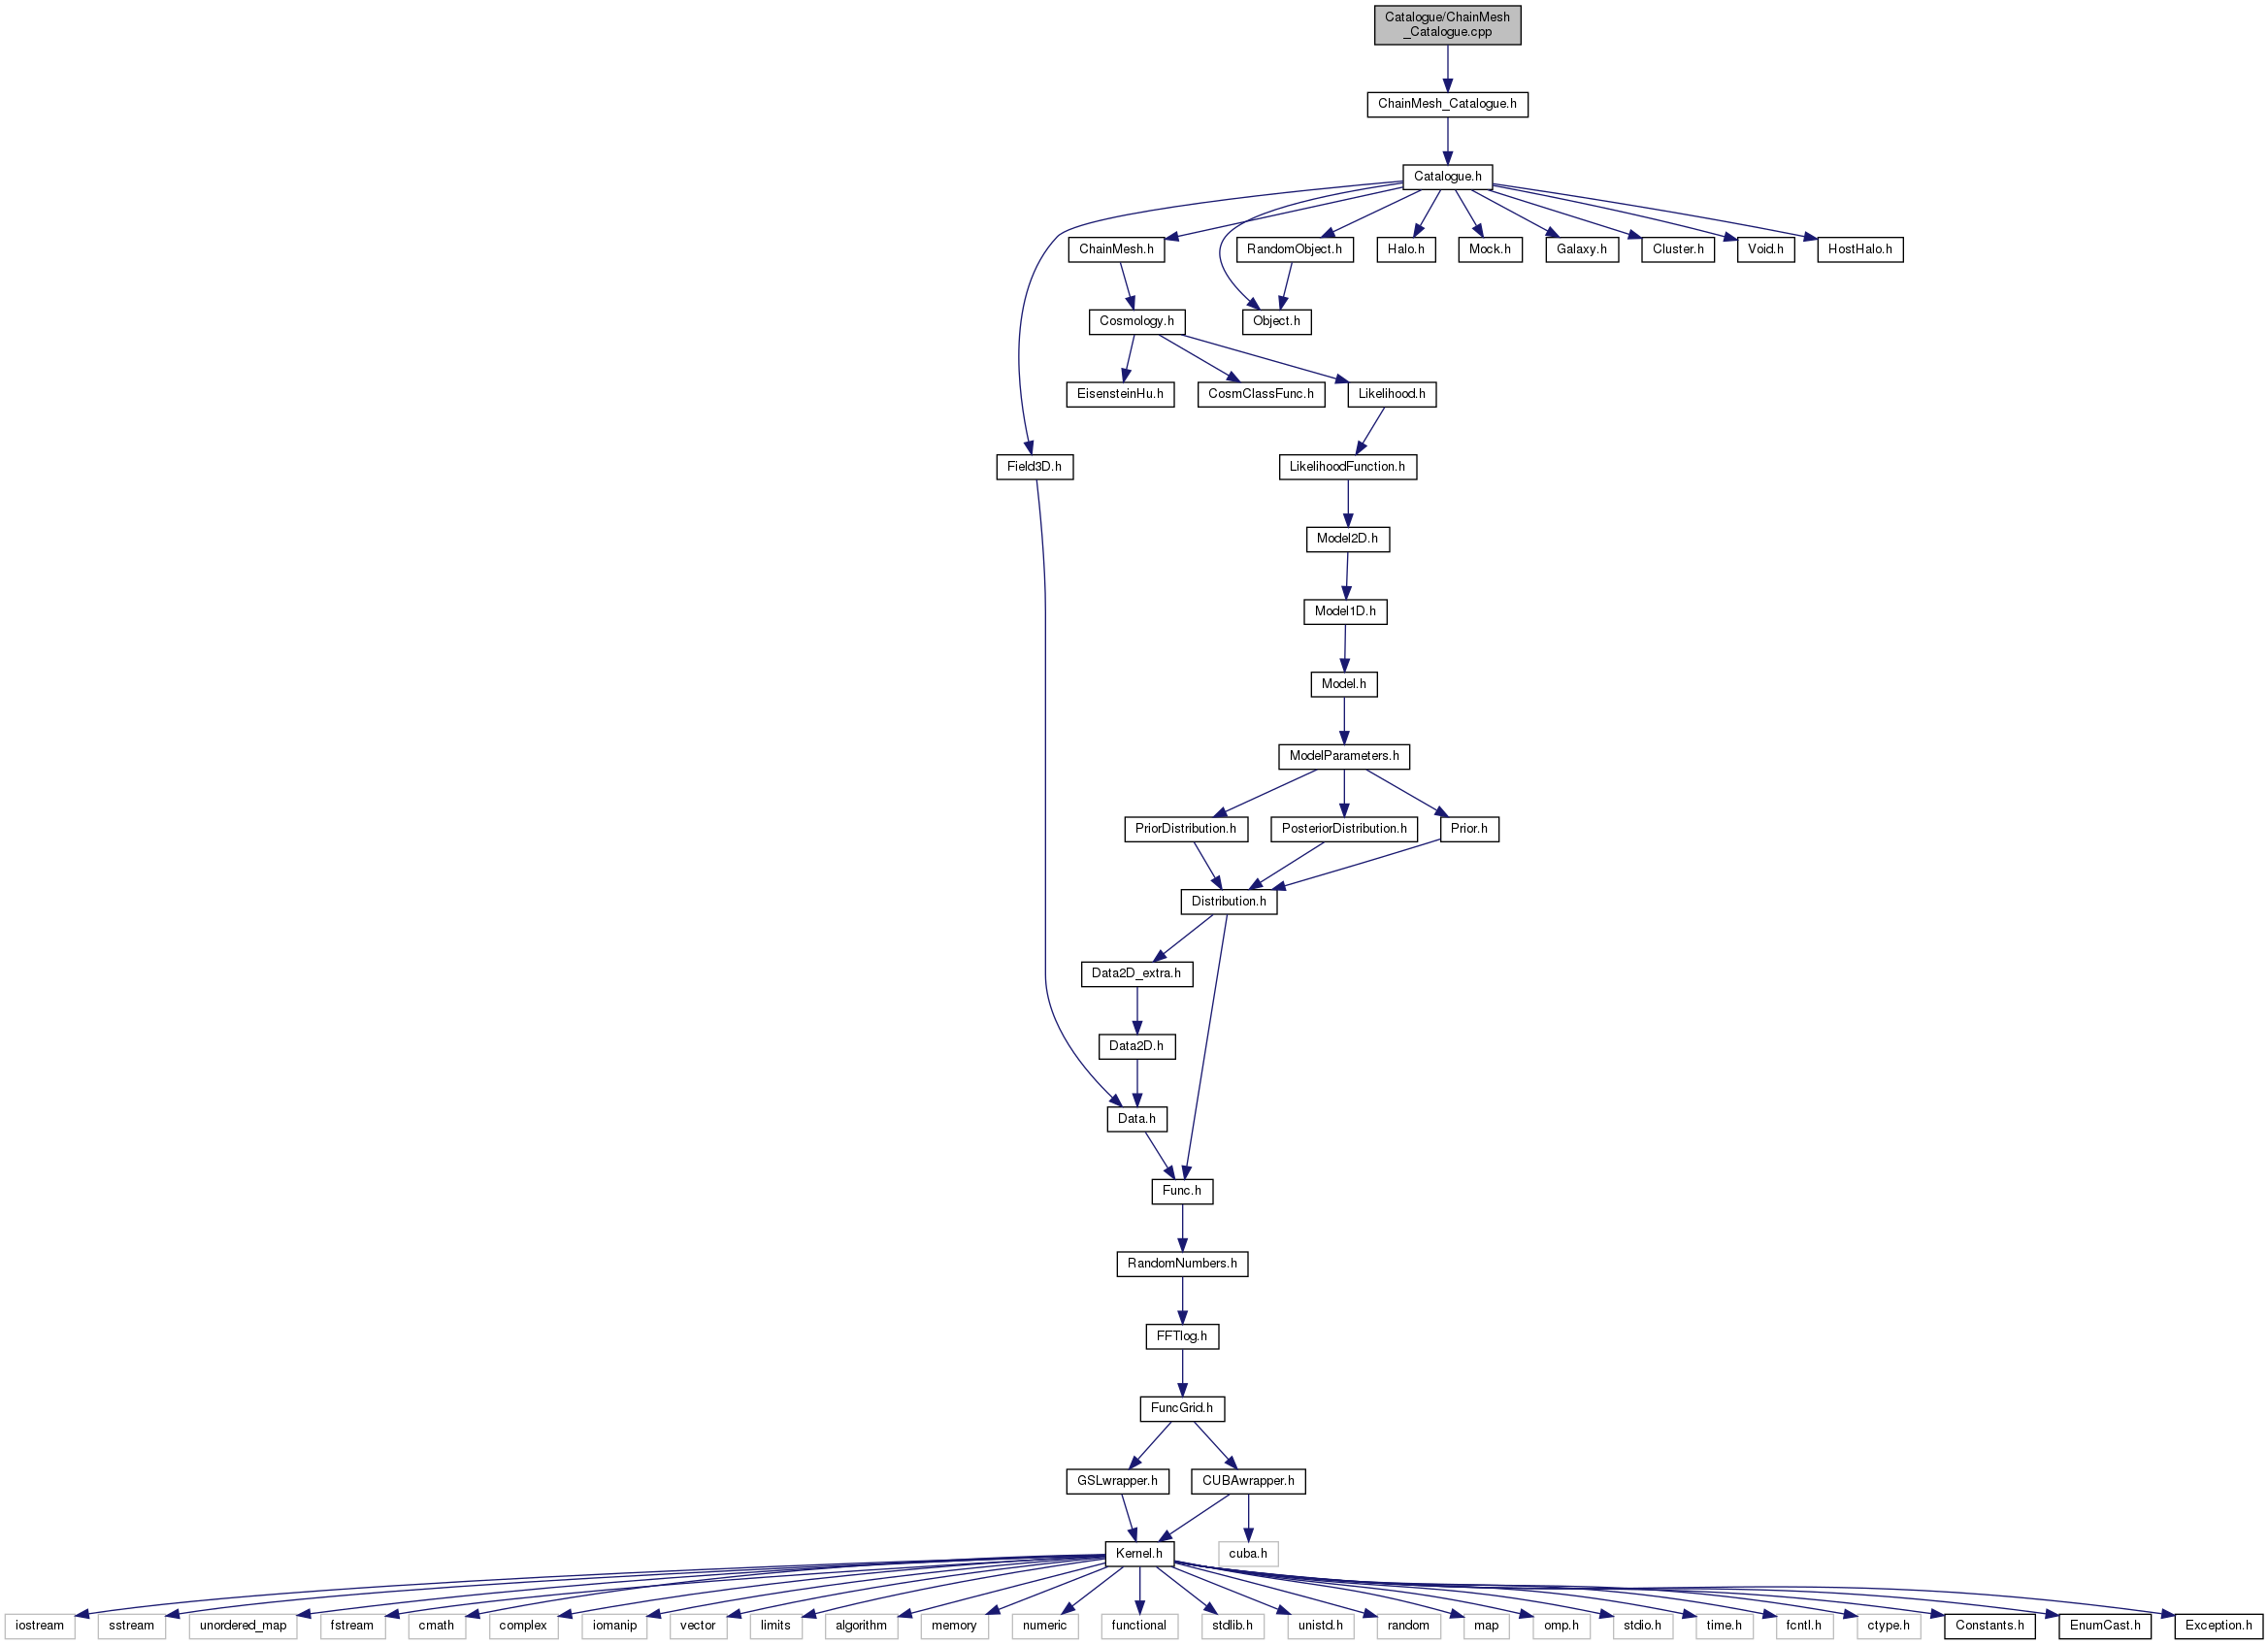 Catalogue/ChainMesh
_Catalogue.cpp
ChainMesh_Catalogue.h
Catalogue.h
ChainMesh.h
RandomObject.h
Halo.h
Mock.h
Galaxy.h
Cluster.h
Void.h
HostHalo.h
Cosmology.h
Object.h
EisensteinHu.h
CosmClassFunc.h
Likelihood.h
Field3D.h
LikelihoodFunction.h
Model2D.h
Model1D.h
Model.h
ModelParameters.h
PriorDistribution.h
PosteriorDistribution.h
Prior.h
Distribution.h
Data2D_extra.h
Data2D.h
Data.h
Func.h
RandomNumbers.h
FFTlog.h
FuncGrid.h
GSLwrapper.h
CUBAwrapper.h
Kernel.h
cuba.h
iostream
sstream
unordered_map
fstream
cmath
complex
iomanip
vector
limits
algorithm
memory
numeric
functional
stdlib.h
unistd.h
random
map
omp.h
stdio.h
time.h
fcntl.h
ctype.h
Constants.h
EnumCast.h
Exception.h